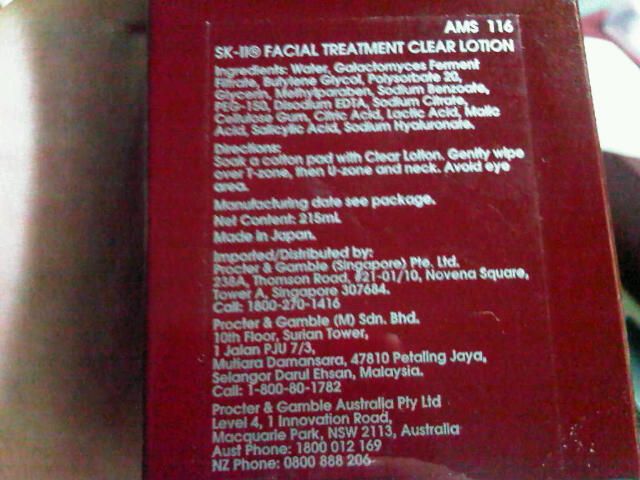 AMS 116
SK-II® FACIAL TREATMENT CLEAR LOTION
Ingredients: Water, Galactomyces Ferment
Filtrate, Butylene Glycol, Polysorbate 20,
Glycerin, Methylparaben, Sodium Benzoate,
PEG-150, Disodium EDTA, Sodium Citrate,
Cellulose Gum, Citric Acid, Lactic Acid, Malic
Acid, Salicylic Acid, Sodium Hyaluronate.
Directions:
Soak a cotton pad with Clear Lotion. Gently wipe
over T-zone, then U-zone and neck. Avoid eye
area.
Manufacturing date see package.
Net Content: 215mL
Made in Japan.
Imported/Distributed by:
Procter & Gamble (Singapore) Pte. Ltd.
238A, Thomson Road, #21-01/10, Novena Square,
Tower A, Singapore 307684.
Call: 1800-270-1416
Procter & Gamble (M) Sdn. Bhd.
10th Floor, Surian Tower,
1 Jalan PJU 7/3,
Mutiara Damansara, 47810 Petaling Jaya,
Selangor Darul Ehsan, Malaysia.
Call: 1-800-80-1782
Procter & Gamble Australia Pty Ltd
Level 4, 1 Innovation Road,
Macquarie Park, NSW 2113, Australia
Aust Phone: 1800 012 169
NZ Phone: 0800 888 206